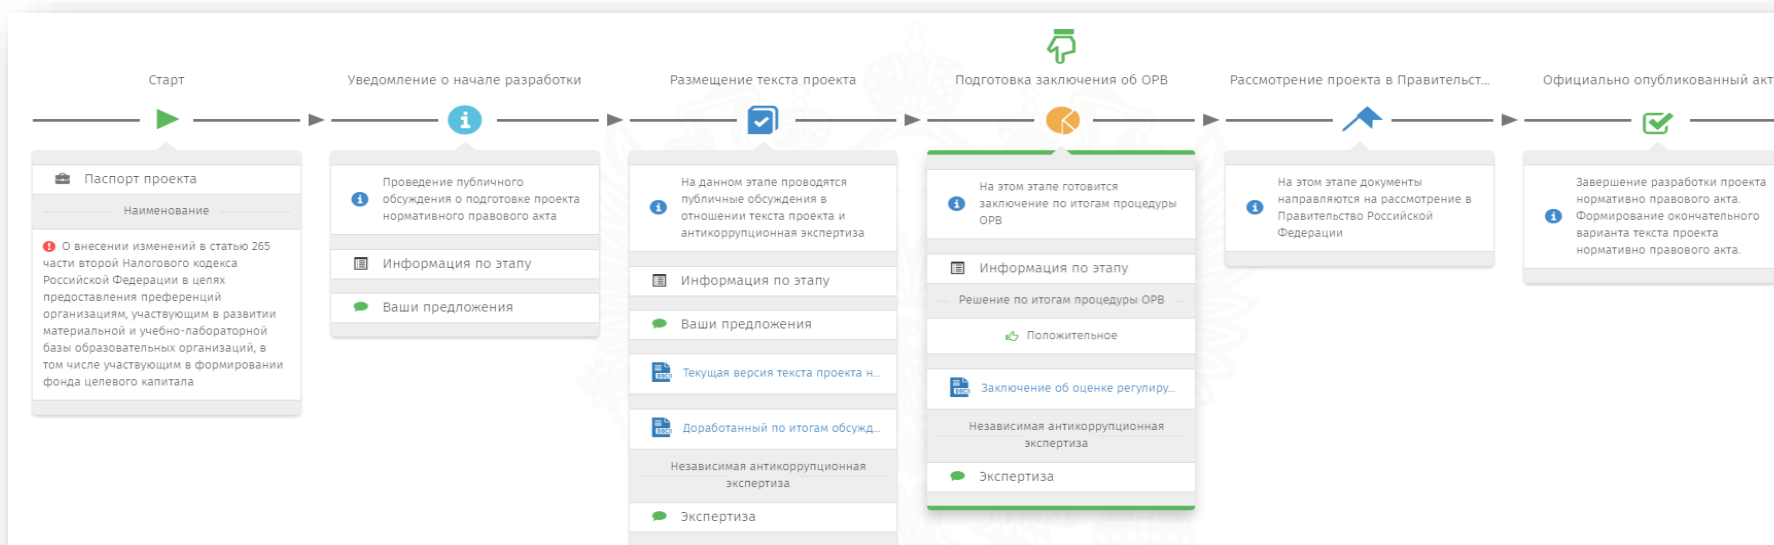 Старт
Паспорт проекта
Наименование
О внесении изменений в статью 265
части второй Налогового кодекса
Российской Федерации в целях
предоставления преференций
организациям, участвующим в развитии
материальной и учебно-лабораторной
базы образовательных организаций, в
том числе участвующим в формировании
фонда целевого капитала
Уведомление о начале разработки
Проведение публичного
обсуждения о подготовке проекта
нормативного правового акта
Информация по этапу
Ваши предложения
Размещение текста проекта
На данном этапе проводятся
публичные обсуждения в
отношении текста проекта и
антикоррупционная экспертиза
Информация по этапу
Ваши предложения
DOCX
Текущая версия текста проекта н...
DOCX
Доработанный по итогам обсужд...
Независимая антикоррупционная
экспертиза
Экспертиза
Подготовка заключения об ОРВ
На этом этапе готовится
заключение по итогам процедуры
ОРВ
Информация по этапу
Решение по итогам процедуры ОРВ
Положительное
DOCX
Заключение об оценке регулиру...
Независимая антикоррупционная
экспертиза
Экспертиза
Рассмотрение проекта в Правительст...
На этом этапе документы
направляются на рассмотрение в
Правительство Российской
Федерации
Официально опубликованный акт
Завершение разработки проекта
нормативно правового акта.
Формирование окончательного
варианта текста проекта
нормативно правового акта.